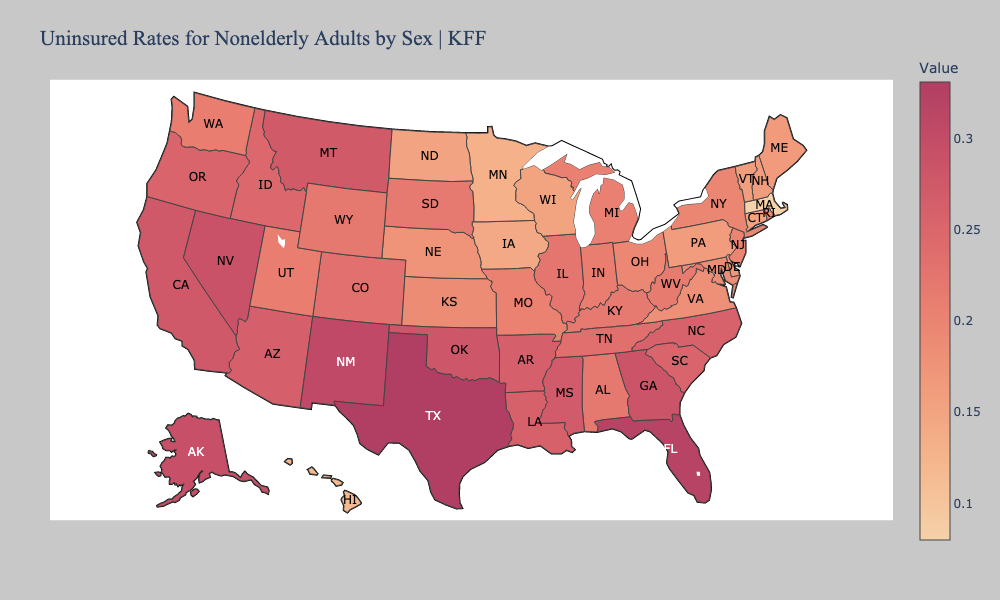 Uninsured Rates for Nonelderly Adults by Sex | KFF
Value
WA
MT
ND
MN
ME
OR
ID
SD
WI
MI
NY
VT
NH
MA
CT
RI
WY
IA
PA
NJ
NV
UT
NE
IL
IN
OH
MD
DE
CA
CO
KS
MO
KY
WV
VA
AZ
NM
OK
AR
TN
NC
SC
MS
AL
GA
TX
LA
FL
AK
HI
0.3
0.25
0.2
0.15
0.1